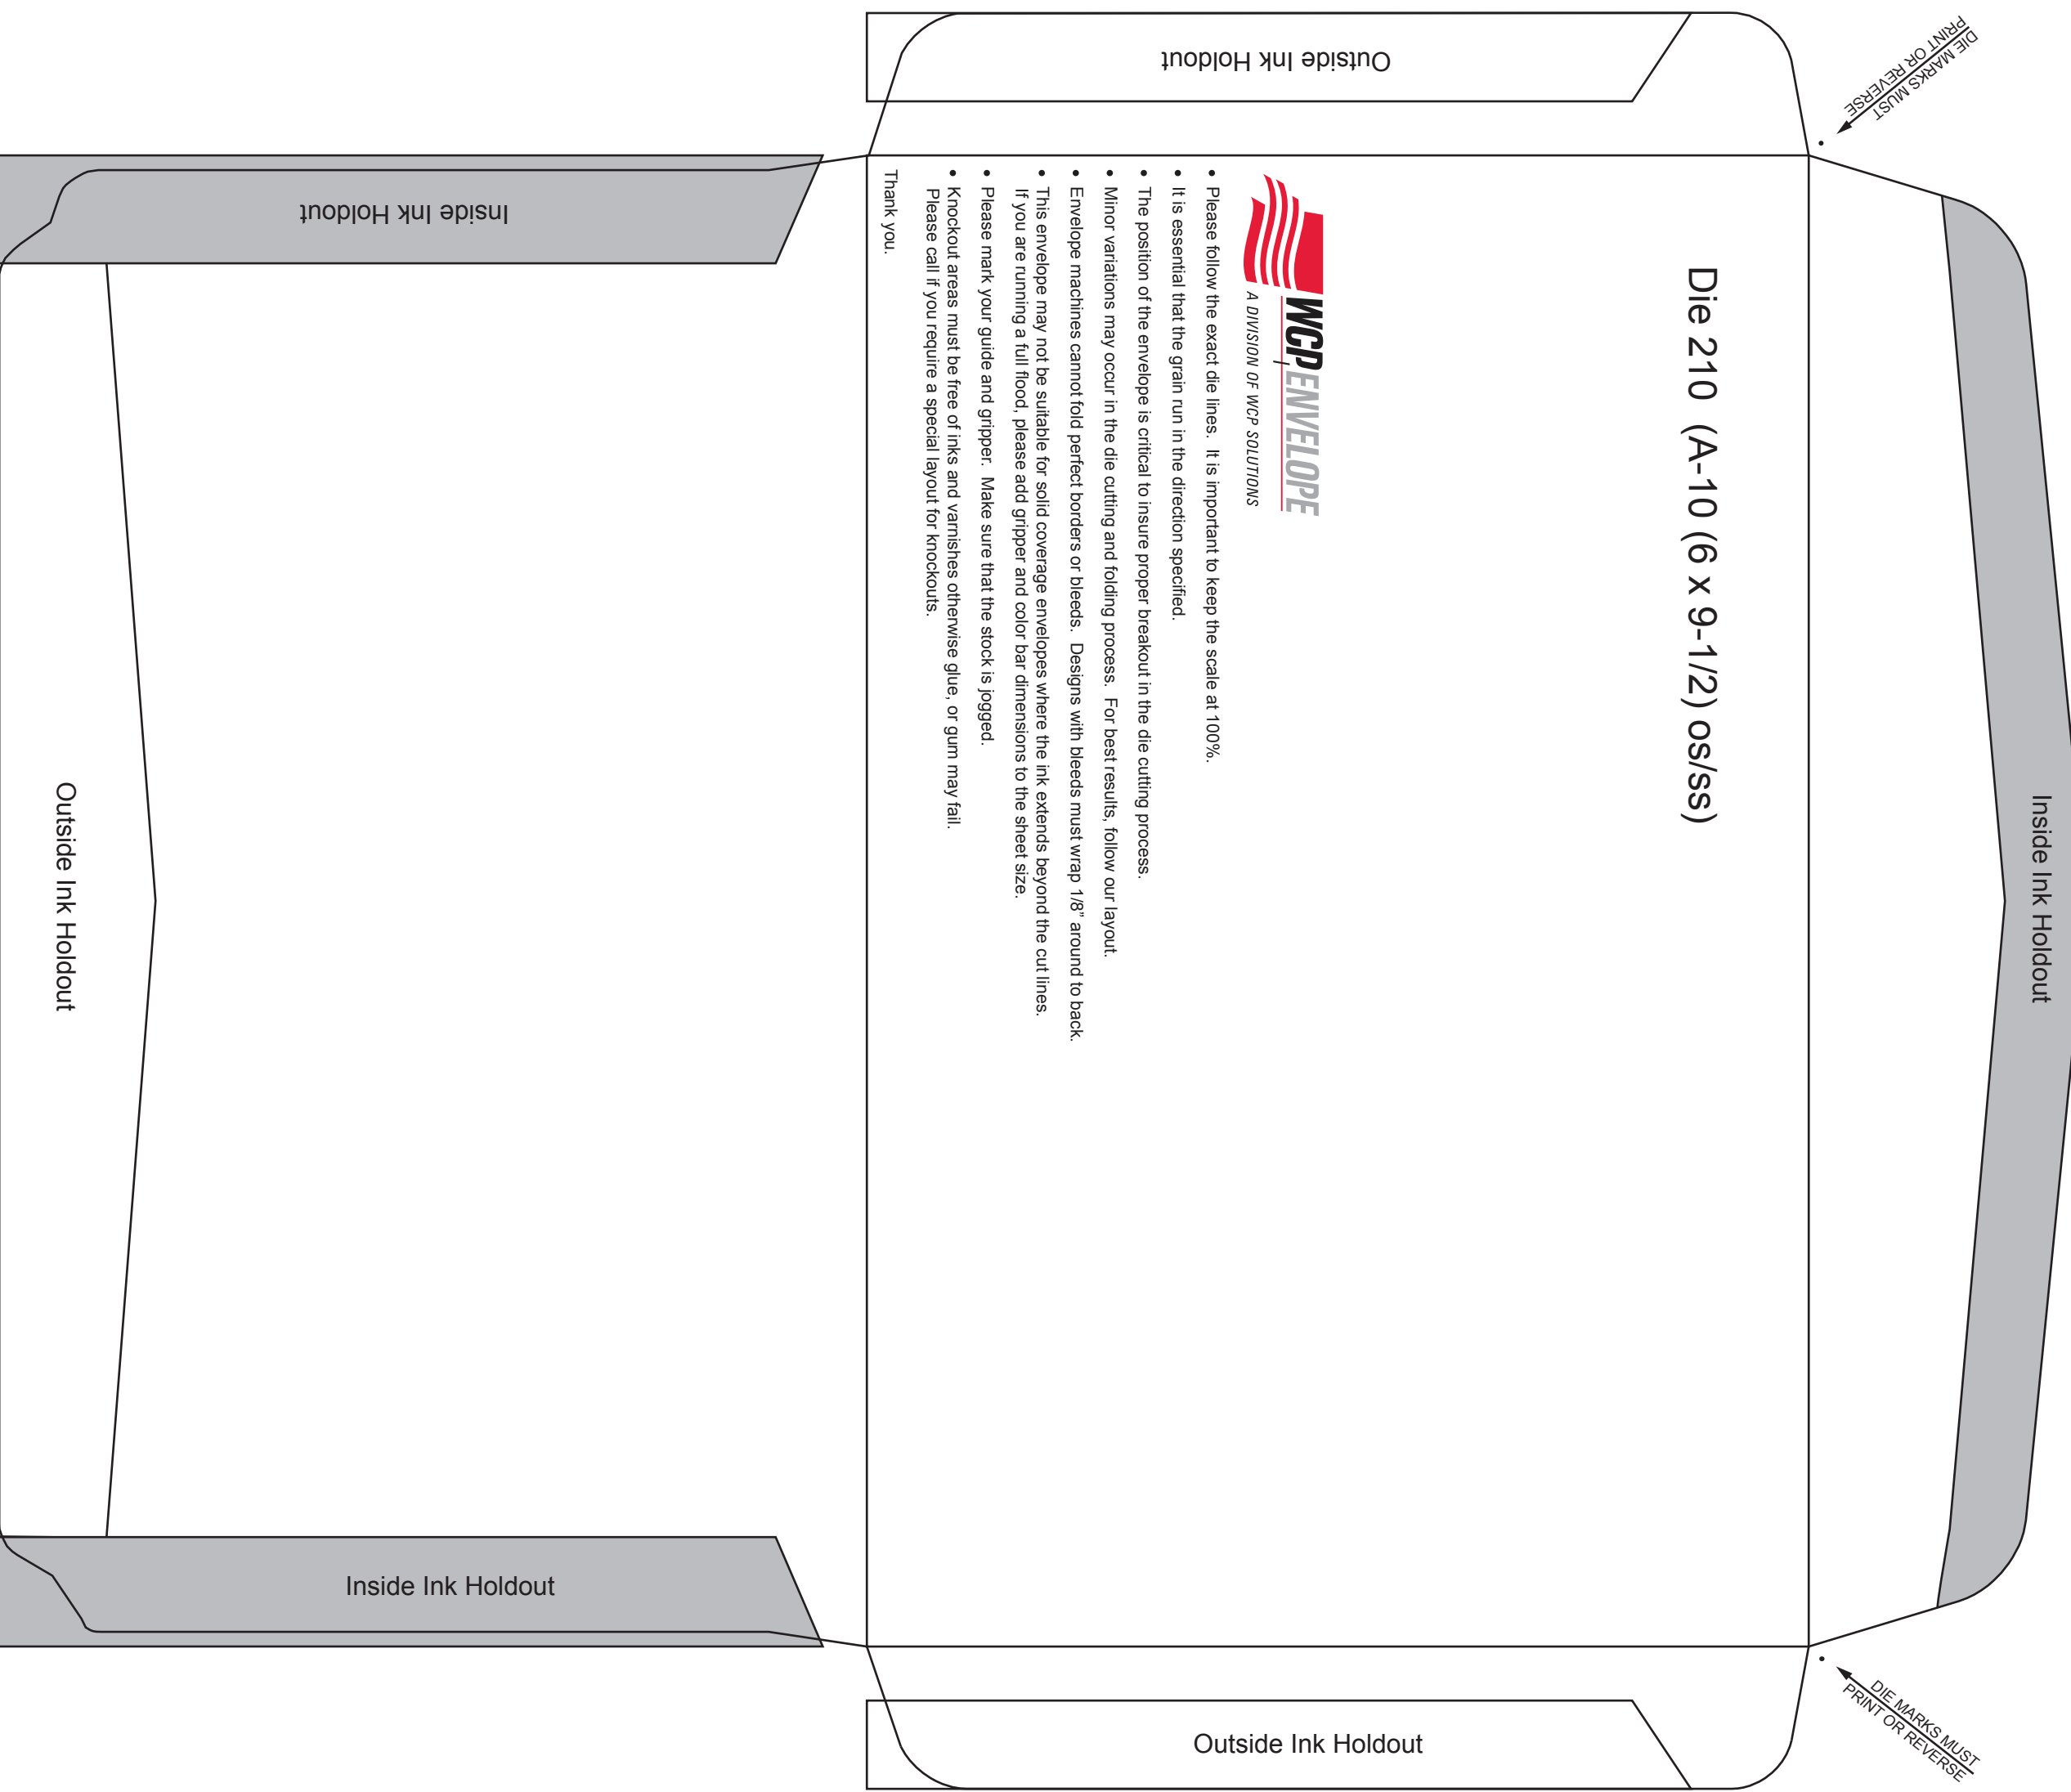 Outside Ink Holdout
DIE MARKS MUST
PRINT OR REVERSE
Inside Ink Holdout
Die 210  (A-10 (6 x 9-1/2) os/ss)
Inside Ink Holdout
WCP ENVELOPE
A DIVISION OF WCP SOLUTIONS
• Please follow the exact die lines.  It is important to keep the scale at 100%.
• It is essential that the grain run in the direction specified.
• The position of the envelope is critical to insure proper breakout in the die cutting process.
• Minor variations may occur in the die cutting and folding process.  For best results, follow our layout.
• Envelope machines cannot fold perfect borders or bleeds.  Designs with bleeds must wrap 1/8” around to back.
• This envelope may not be suitable for solid coverage envelopes where the ink extends beyond the cut lines.
If you are running a full flood, please add gripper and color bar dimensions to the sheet size.
• Please mark your guide and gripper.  Make sure that the stock is jogged.
• Knockout areas must be free of inks and varnishes otherwise glue, or gum may fail.
Please call if you require a special layout for knockouts.
Thank you.
Outside Ink Holdout
Inside Ink Holdout
Outside Ink Holdout
DIE MARKS MUST
PRINT OR REVERSE